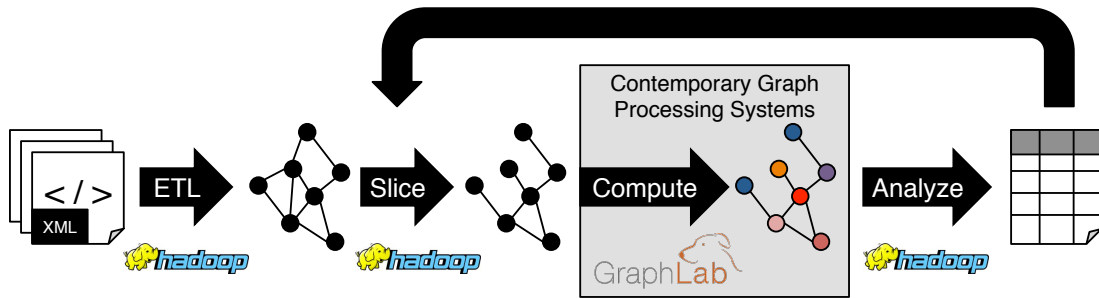 Contemporary Graph
Processing Systems
</>
XML
ETL
Slice
Compute
Analyze
hadoop
hadoop
GraphLab
hadoop